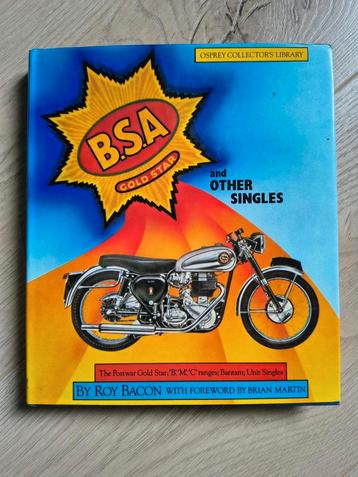 OSPREY COLLECTOR'S LIBRARY
B.S.A
GOLD STAR
and
OTHER
SINGLES
The Postwar Gold Star; 'B', 'M', 'C' ranges; Bantam; Unit Singles
BY ROY BACON WITH FOREWORD BY BRIAN MARTIN